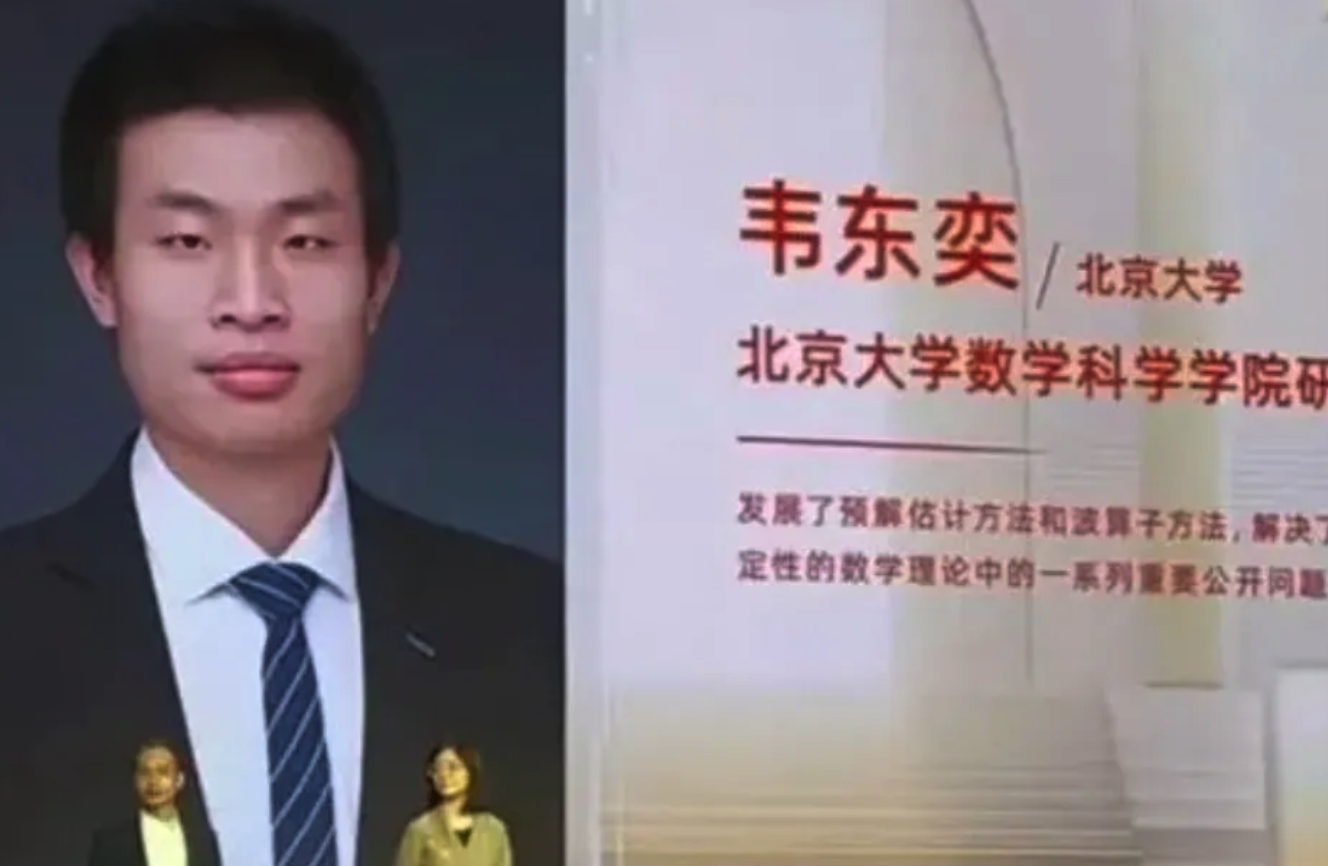 韦东奕/北京大学
北京大学数学科学学院研
发展了预解估计方法和波算子方法,解决了
定性的数学理论中的一系列重要公开问题